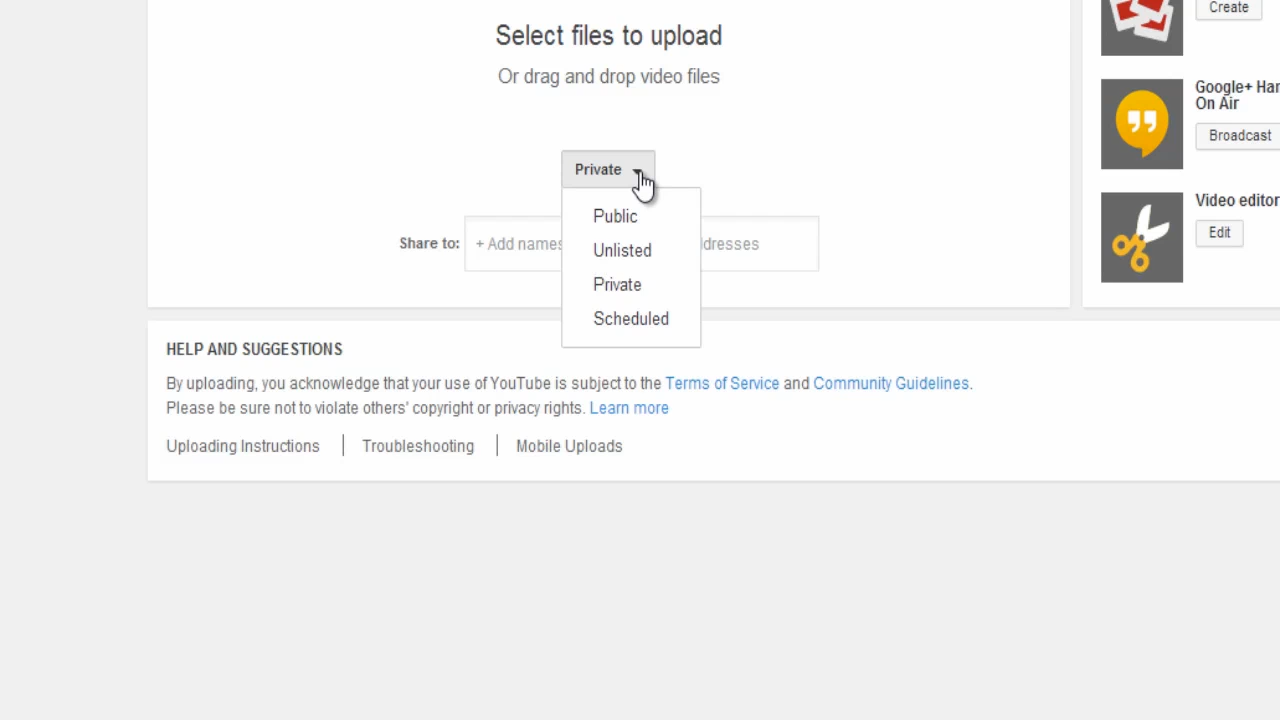 Select files to upload
Or drag and drop video files
Private
Public
Unlisted
Private
Scheduled
Share to:
+ Add names
dresses
HELP AND SUGGESTIONS
By uploading, you acknowledge that your use of YouTube is subject to the Terms of Service and Community Guidelines.
Please be sure not to violate others' copyright or privacy rights. Learn more
Uploading Instructions
Troubleshooting
Mobile Uploads
Create
Google+ Han
On Air
Broadcast
Video editor
Edit